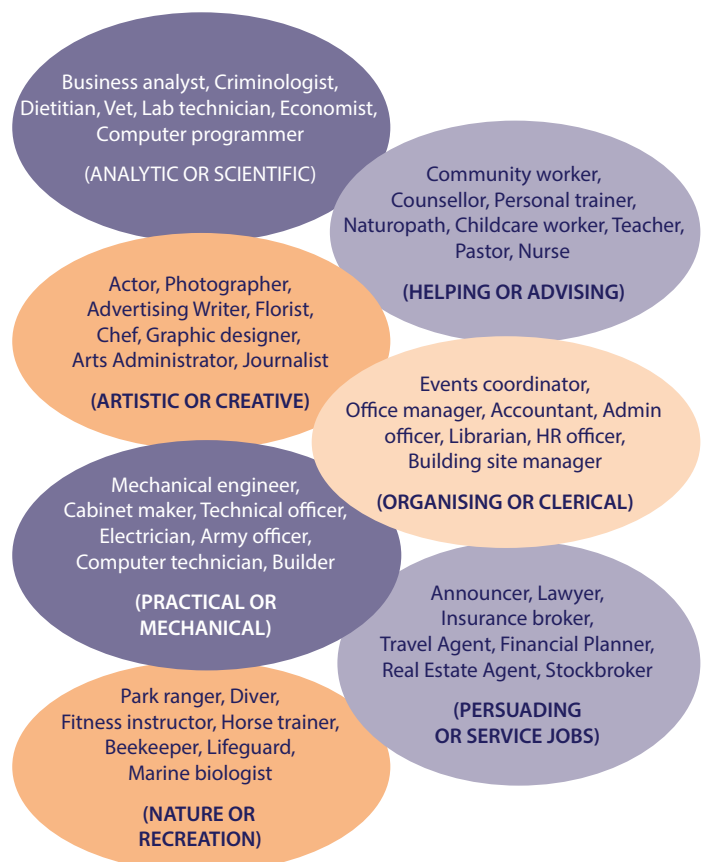 Business analyst, Criminologist,
Dietitian, Vet, Lab technician, Economist,
Computer programmer
(ANALYTIC OR SCIENTIFIC)
Community worker,
Counsellor, Personal trainer,
Naturopath, Childcare worker, Teacher,
Pastor, Nurse
(HELPING OR ADVISING)
Actor, Photographer,
Advertising Writer, Florist,
Chef, Graphic designer,
Arts Administrator, Journalist
(ARTISTIC OR CREATIVE)
Events coordinator,
Office manager, Accountant, Admin
officer, Librarian, HR officer,
Building site manager
(ORGANISING OR CLERICAL)
Mechanical engineer,
Cabinet maker, Technical officer,
Electrician, Army officer,
Computer technician, Builder
(PRACTICAL OR
MECHANICAL)
Announcer, Lawyer,
Insurance broker,
Travel Agent, Financial Planner,
Real Estate Agent, Stockbroker
(PERSUADING
OR SERVICE JOBS)
Park ranger, Diver,
Fitness instructor, Horse trainer,
Beekeeper, Lifeguard,
Marine biologist
(NATURE OR
RECREATION)